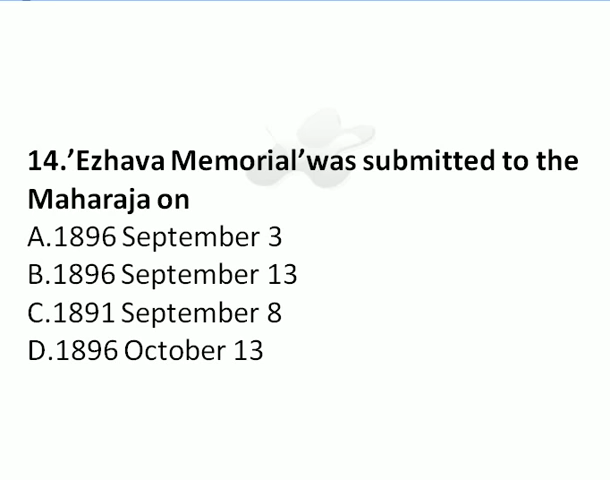 14.’Ezhava Memorial’was submitted to the
Maharaja on
A.1896 September 3
B.1896 September 13
C.1891 September 8
D.1896 October 13